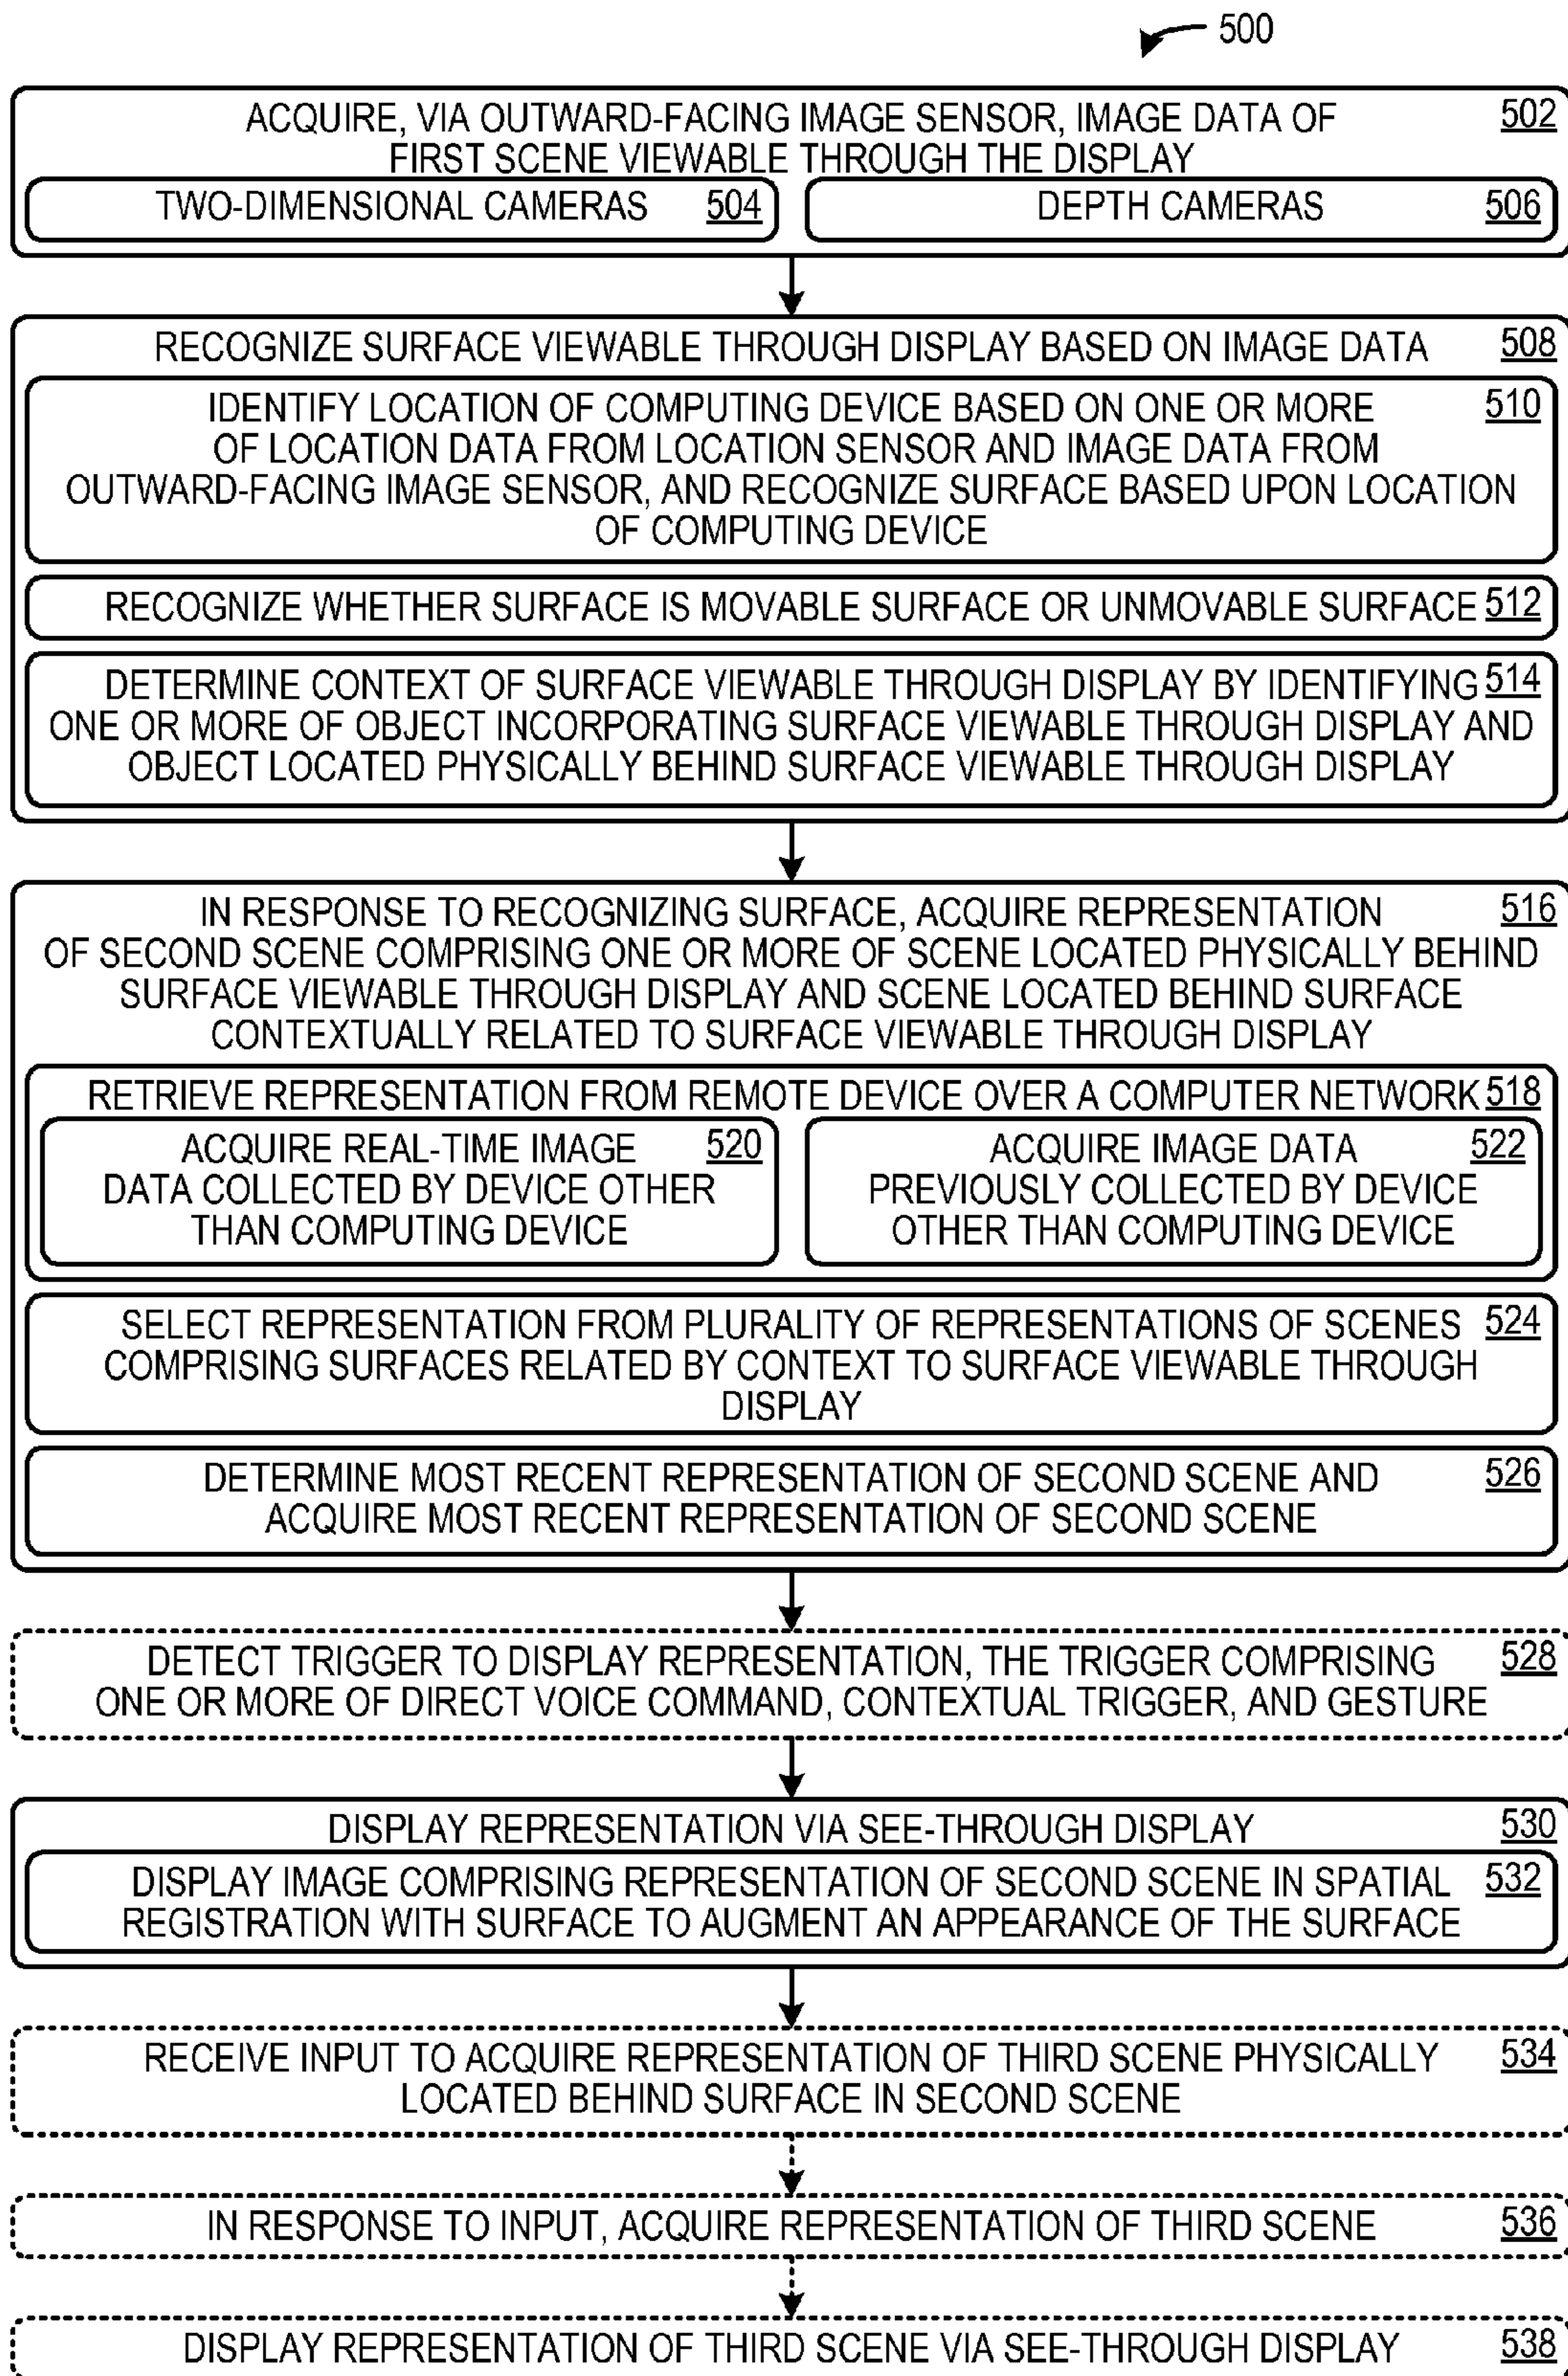 500
ACQUIRE, VIA OUTWARD-FACING IMAGE SENSOR, IMAGE DATA OF 502
FIRST SCENE VIEWABLE THROUGH THE DISPLAY
TWO-DIMENSIONAL CAMERAS 504
DEPTH CAMERAS 506
RECOGNIZE SURFACE VIEWABLE THROUGH DISPLAY BASED ON IMAGE DATA 508
IDENTIFY LOCATION OF COMPUTING DEVICE BASED ON ONE OR MORE 510
OF LOCATION DATA FROM LOCATION SENSOR AND IMAGE DATA FROM
OUTWARD-FACING IMAGE SENSOR, AND RECOGNIZE SURFACE BASED UPON LOCATION
OF COMPUTING DEVICE
RECOGNIZE WHETHER SURFACE IS MOVABLE SURFACE OR UNMOVABLE SURFACE 512
DETERMINE CONTEXT OF SURFACE VIEWABLE THROUGH DISPLAY BY IDENTIFYING 514
ONE OR MORE OF OBJECT INCORPORATING SURFACE VIEWABLE THROUGH DISPLAY AND
OBJECT LOCATED PHYSICALLY BEHIND SURFACE VIEWABLE THROUGH DISPLAY
IN RESPONSE TO RECOGNIZING SURFACE, ACQUIRE REPRESENTATION 516
OF SECOND SCENE COMPRISING ONE OR MORE OF SCENE LOCATED PHYSICALLY BEHIND
SURFACE VIEWABLE THROUGH DISPLAY AND SCENE LOCATED BEHIND SURFACE
CONTEXTUALLY RELATED TO SURFACE VIEWABLE THROUGH DISPLAY
RETRIEVE REPRESENTATION FROM REMOTE DEVICE OVER A COMPUTER NETWORK 518
ACQUIRE REAL-TIME IMAGE 520
DATA COLLECTED BY DEVICE OTHER
THAN COMPUTING DEVICE
ACQUIRE IMAGE DATA 522
PREVIOUSLY COLLECTED BY DEVICE
OTHER THAN COMPUTING DEVICE
SELECT REPRESENTATION FROM PLURALITY OF REPRESENTATIONS OF SCENES 524
COMPRISING SURFACES RELATED BY CONTEXT TO SURFACE VIEWABLE THROUGH
DISPLAY
DETERMINE MOST RECENT REPRESENTATION OF SECOND SCENE AND 526
ACQUIRE MOST RECENT REPRESENTATION OF SECOND SCENE
DETECT TRIGGER TO DISPLAY REPRESENTATION, THE TRIGGER COMPRISING 528
ONE OR MORE OF DIRECT VOICE COMMAND, CONTEXTUAL TRIGGER, AND GESTURE
DISPLAY REPRESENTATION VIA SEE-THROUGH DISPLAY 530
DISPLAY IMAGE COMPRISING REPRESENTATION OF SECOND SCENE IN SPATIAL 532
REGISTRATION WITH SURFACE TO AUGMENT AN APPEARANCE OF THE SURFACE
RECEIVE INPUT TO ACQUIRE REPRESENTATION OF THIRD SCENE PHYSICALLY 534
LOCATED BEHIND SURFACE IN SECOND SCENE
IN RESPONSE TO INPUT, ACQUIRE REPRESENTATION OF THIRD SCENE 536
DISPLAY REPRESENTATION OF THIRD SCENE VIA SEE-THROUGH DISPLAY 538